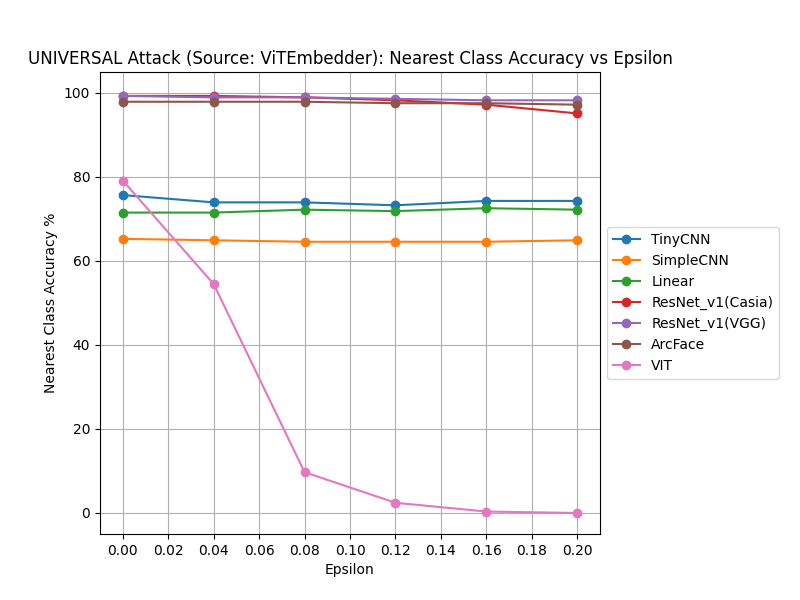 UNIVERSAL Attack (Source: ViTEmbedder): Nearest Class Accuracy vs Epsilon
100
80
60
40
20
0
Nearest Class Accuracy %
0.00 0.02 0.04 0.06 0.08 0.10 0.12 0.14 0.16 0.18 0.20
Epsilon
TinyCNN
SimpleCNN
Linear
ResNet_v1(Casia)
ResNet_v1(VGG)
ArcFace
VIT